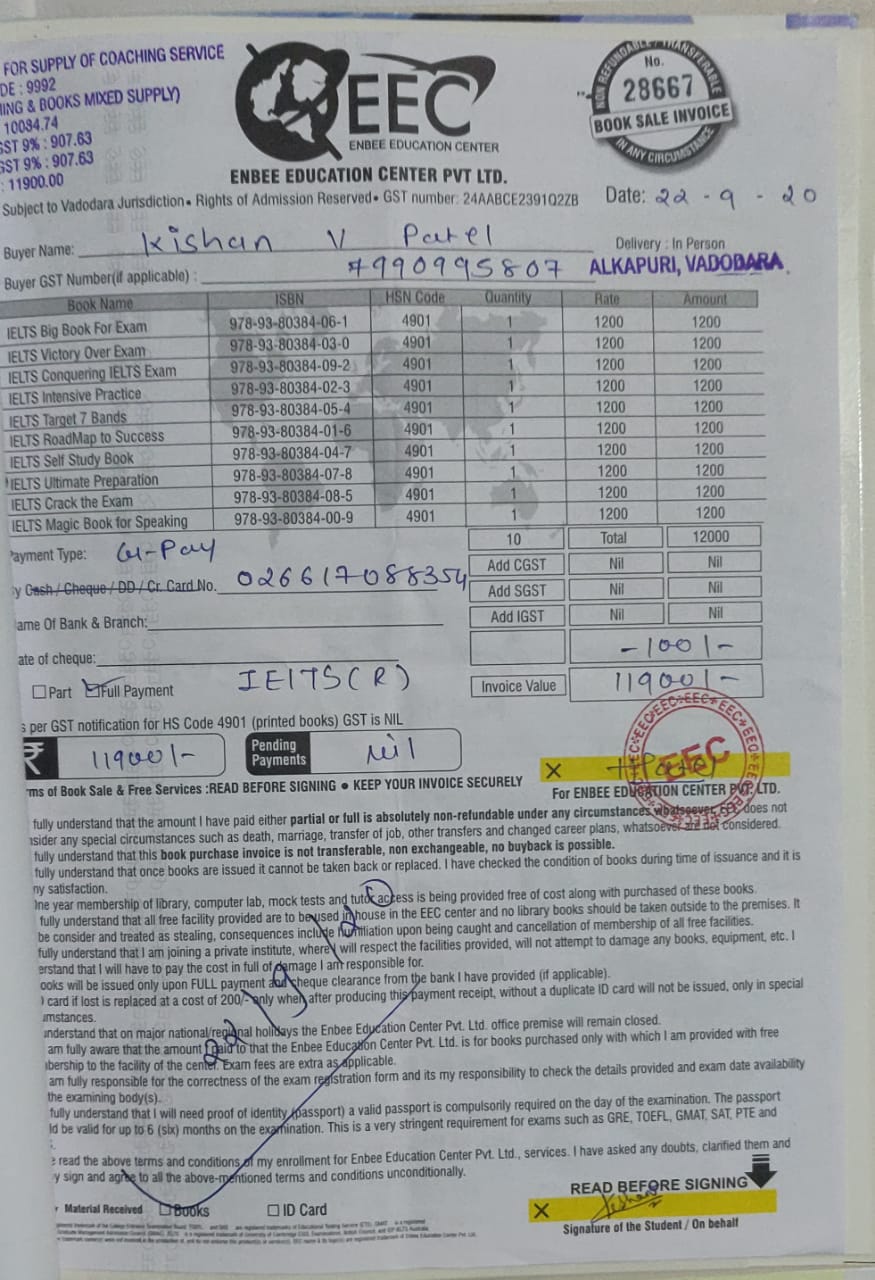 FOR SUPPLY OF COACHING SERVICE
DE : 9992
ING & BOOKS MIXED SUPPLY)
10084.74
GST 9% : 907.63
GST 9% : 907.63
: 11900.00
EEC
ENBEE EDUCATION CENTER
ENBEE EDUCATION CENTER PVT LTD.
NON REFUNDABLE / TRANSFERABLE
No.
28667
BOOK SALE INVOICE
IN ANY CIRCUMSTANCE
Subject to Vadodara Jurisdiction • Rights of Admission Reserved • GST number: 24AABCE2391Q2ZB
Date: 22 - 9 - 20
Buyer Name: Kishan V Patel
Delivery : In Person
Buyer GST Number(if applicable) : 7990995807
ALKAPURI, VADODARA.
Book Name ISBN HSN Code Quantity Rate Amount
IELTS Big Book For Exam 978-93-80384-06-1 4901 1 1200 1200
IELTS Victory Over Exam 978-93-80384-03-0 4901 1 1200 1200
IELTS Conquering IELTS Exam 978-93-80384-09-2 4901 1 1200 1200
IELTS Intensive Practice 978-93-80384-02-3 4901 1 1200 1200
IELTS Target 7 Bands 978-93-80384-05-4 4901 1 1200 1200
IELTS RoadMap to Success 978-93-80384-01-6 4901 1 1200 1200
IELTS Self Study Book 978-93-80384-04-7 4901 1 1200 1200
IELTS Ultimate Preparation 978-93-80384-07-8 4901 1 1200 1200
IELTS Crack the Exam 978-93-80384-08-5 4901 1 1200 1200
IELTS Magic Book for Speaking 978-93-80384-00-9 4901 1 1200 1200
10 Total 12000
Payment Type: G-Pay
Add CGST Nil Nil
y Cash / Cheque / DD / Cr. Card No. 026617088354
Add SGST Nil Nil
ame Of Bank & Branch:
Add IGST Nil Nil
ate of cheque:
-100/-
Part Full Payment IEITS(R)
Invoice Value 11900/-
s per GST notification for HS Code 4901 (printed books) GST is NIL
₹ 11900/-
Pending Payments Nil
X
EEC
For ENBEE EDUCATION CENTER PVT. LTD.
rms of Book Sale & Free Services :READ BEFORE SIGNING • KEEP YOUR INVOICE SECURELY
fully understand that the amount I have paid either partial or full is absolutely non-refundable under any circumstances whatsoever, EEC does not
nsider any special circumstances such as death, marriage, transfer of job, other transfers and changed career plans, whatsoever are not considered.
fully understand that this book purchase invoice is not transferable, non exchangeable, no buyback is possible.
fully understand that once books are issued it cannot be taken back or replaced. I have checked the condition of books during time of issuance and it is
ny satisfaction.
One year membership of library, computer lab, mock tests and tutor access is being provided free of cost along with purchased of these books.
fully understand that all free facility provided are to be used in house in the EEC center and no library books should be taken outside to the premises. It
be consider and treated as stealing, consequences include humiliation upon being caught and cancellation of membership of all free facilities.
fully understand that I am joining a private institute, where I will respect the facilities provided, will not attempt to damage any books, equipment, etc. I
erstand that I will have to pay the cost in full of damage I am responsible for.
ooks will be issued only upon FULL payment and cheque clearance from the bank I have provided (if applicable).
) card if lost is replaced at a cost of 200/- only when after producing this payment receipt, without a duplicate ID card will not be issued, only in special
umstances.
understand that on major national/regional holidays the Enbee Education Center Pvt. Ltd. office premise will remain closed.
am fully aware that the amount I paid to that the Enbee Education Center Pvt. Ltd. is for books purchased only with which I am provided with free
nbership to the facility of the center. Exam fees are extra as applicable.
am fully responsible for the correctness of the exam registration form and its my responsibility to check the details provided and exam date availability
the examining body(s).
fully understand that I will need proof of identity (passport) a valid passport is compulsorily required on the day of the examination. The passport
ld be valid for up to 6 (six) months on the examination. This is a very stringent requirement for exams such as GRE, TOEFL, GMAT, SAT, PTE and
e read the above terms and conditions of my enrollment for Enbee Education Center Pvt. Ltd., services. I have asked any doubts, clarified them and
y sign and agree to all the above-mentioned terms and conditions unconditionally.
READ BEFORE SIGNING
Material Received Books ID Card
X Kishan
Signature of the Student / On behalf